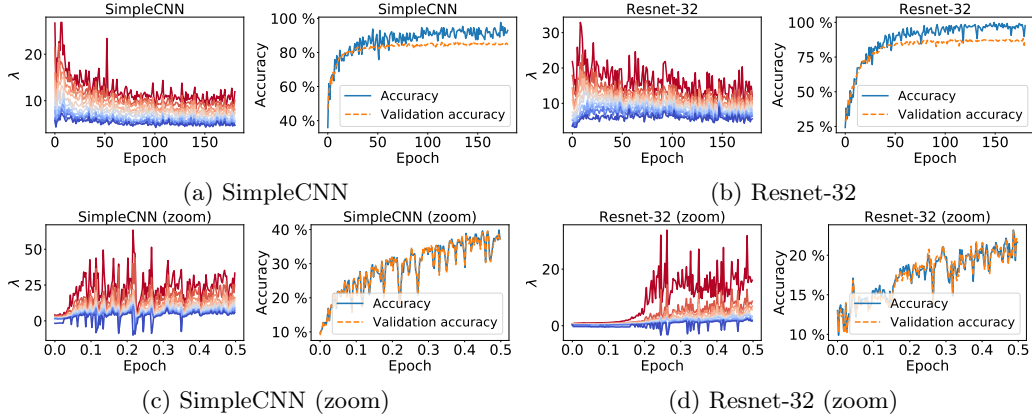 SimpleCNN
λ
20
10
0
50
100
150
Epoch
SimpleCNN
Accuracy
100 %
80 %
60 %
40 %
Accuracy
Validation accuracy
0
50
100
150
Epoch
(a) SimpleCNN
Resnet-32
λ
30
20
10
0
50
100
150
Epoch
Resnet-32
Accuracy
100 %
75 %
50 %
25 %
Accuracy
Validation accuracy
0
50
100
150
Epoch
(b) Resnet-32
SimpleCNN (zoom)
λ
50
25
0
0.0
0.1
0.2
0.3
0.4
0.5
Epoch
SimpleCNN (zoom)
Accuracy
40 %
30 %
20 %
10 %
Accuracy
Validation accuracy
0.0
0.1
0.2
0.3
0.4
0.5
Epoch
(c) SimpleCNN (zoom)
Resnet-32 (zoom)
λ
20
0
0.0
0.1
0.2
0.3
0.4
0.5
Epoch
Resnet-32 (zoom)
Accuracy
20 %
15 %
10 %
Accuracy
Validation accuracy
0.0
0.1
0.2
0.3
0.4
0.5
Epoch
(d) Resnet-32 (zoom)